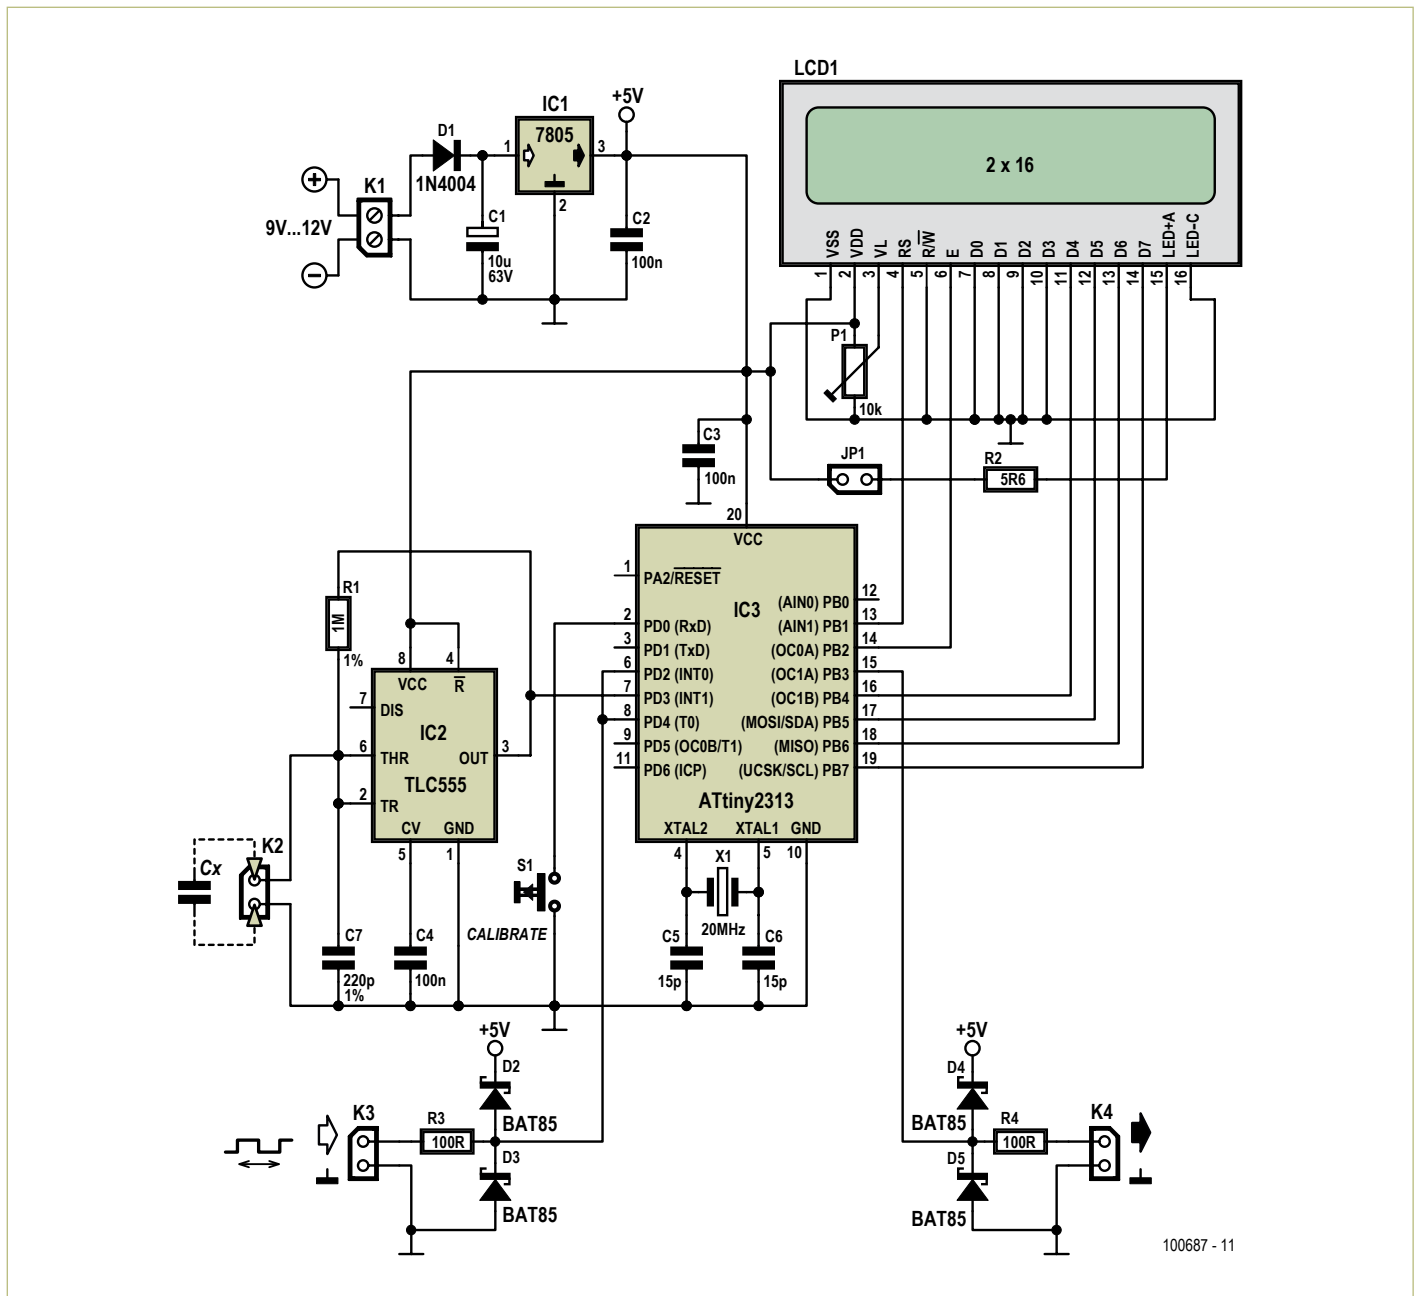 LCD1
2 x 16
VSS
VDD
VL
RS
R/W
E
D0
D1
D2
D3
D4
D5
D6
D7
LED+A
LED-C
1
2
3
4
5
6
7
8
9
10
11
12
13
14
15
16
+5V
IC1
7805
1
3
2
D1
1N4004
K1
+
9V...12V
−
C1
10u
63V
C2
100n
P1
10k
JP1
R2
5R6
C3
100n
20
VCC
1
PA2/RESET
IC3
2
PD0 (RxD)
3
PD1 (TxD)
6
PD2 (INT0)
7
PD3 (INT1)
8
PD4 (T0)
9
PD5 (OC0B/T1)
11
PD6 (ICP)
(AIN0) PB0
12
(AIN1) PB1
13
(OC0A) PB2
14
(OC1A) PB3
15
(OC1B) PB4
16
(MOSI/SDA) PB5
17
(MISO) PB6
18
(UCSK/SCL) PB7
19
ATtiny2313
XTAL2
XTAL1
GND
4
5
10
X1
20MHz
C5
15p
C6
15p
R1
1M
1%
8
4
VCC
R
7
DIS
IC2
6
THR
OUT
3
TLC555
2
TR
CV
GND
5
1
K2
Cx
C7
220p
1%
C4
100n
S1
CALIBRATE
+5V
D2
BAT85
K3
R3
100R
D3
BAT85
+5V
D4
BAT85
R4
100R
K4
D5
BAT85
100687 - 11